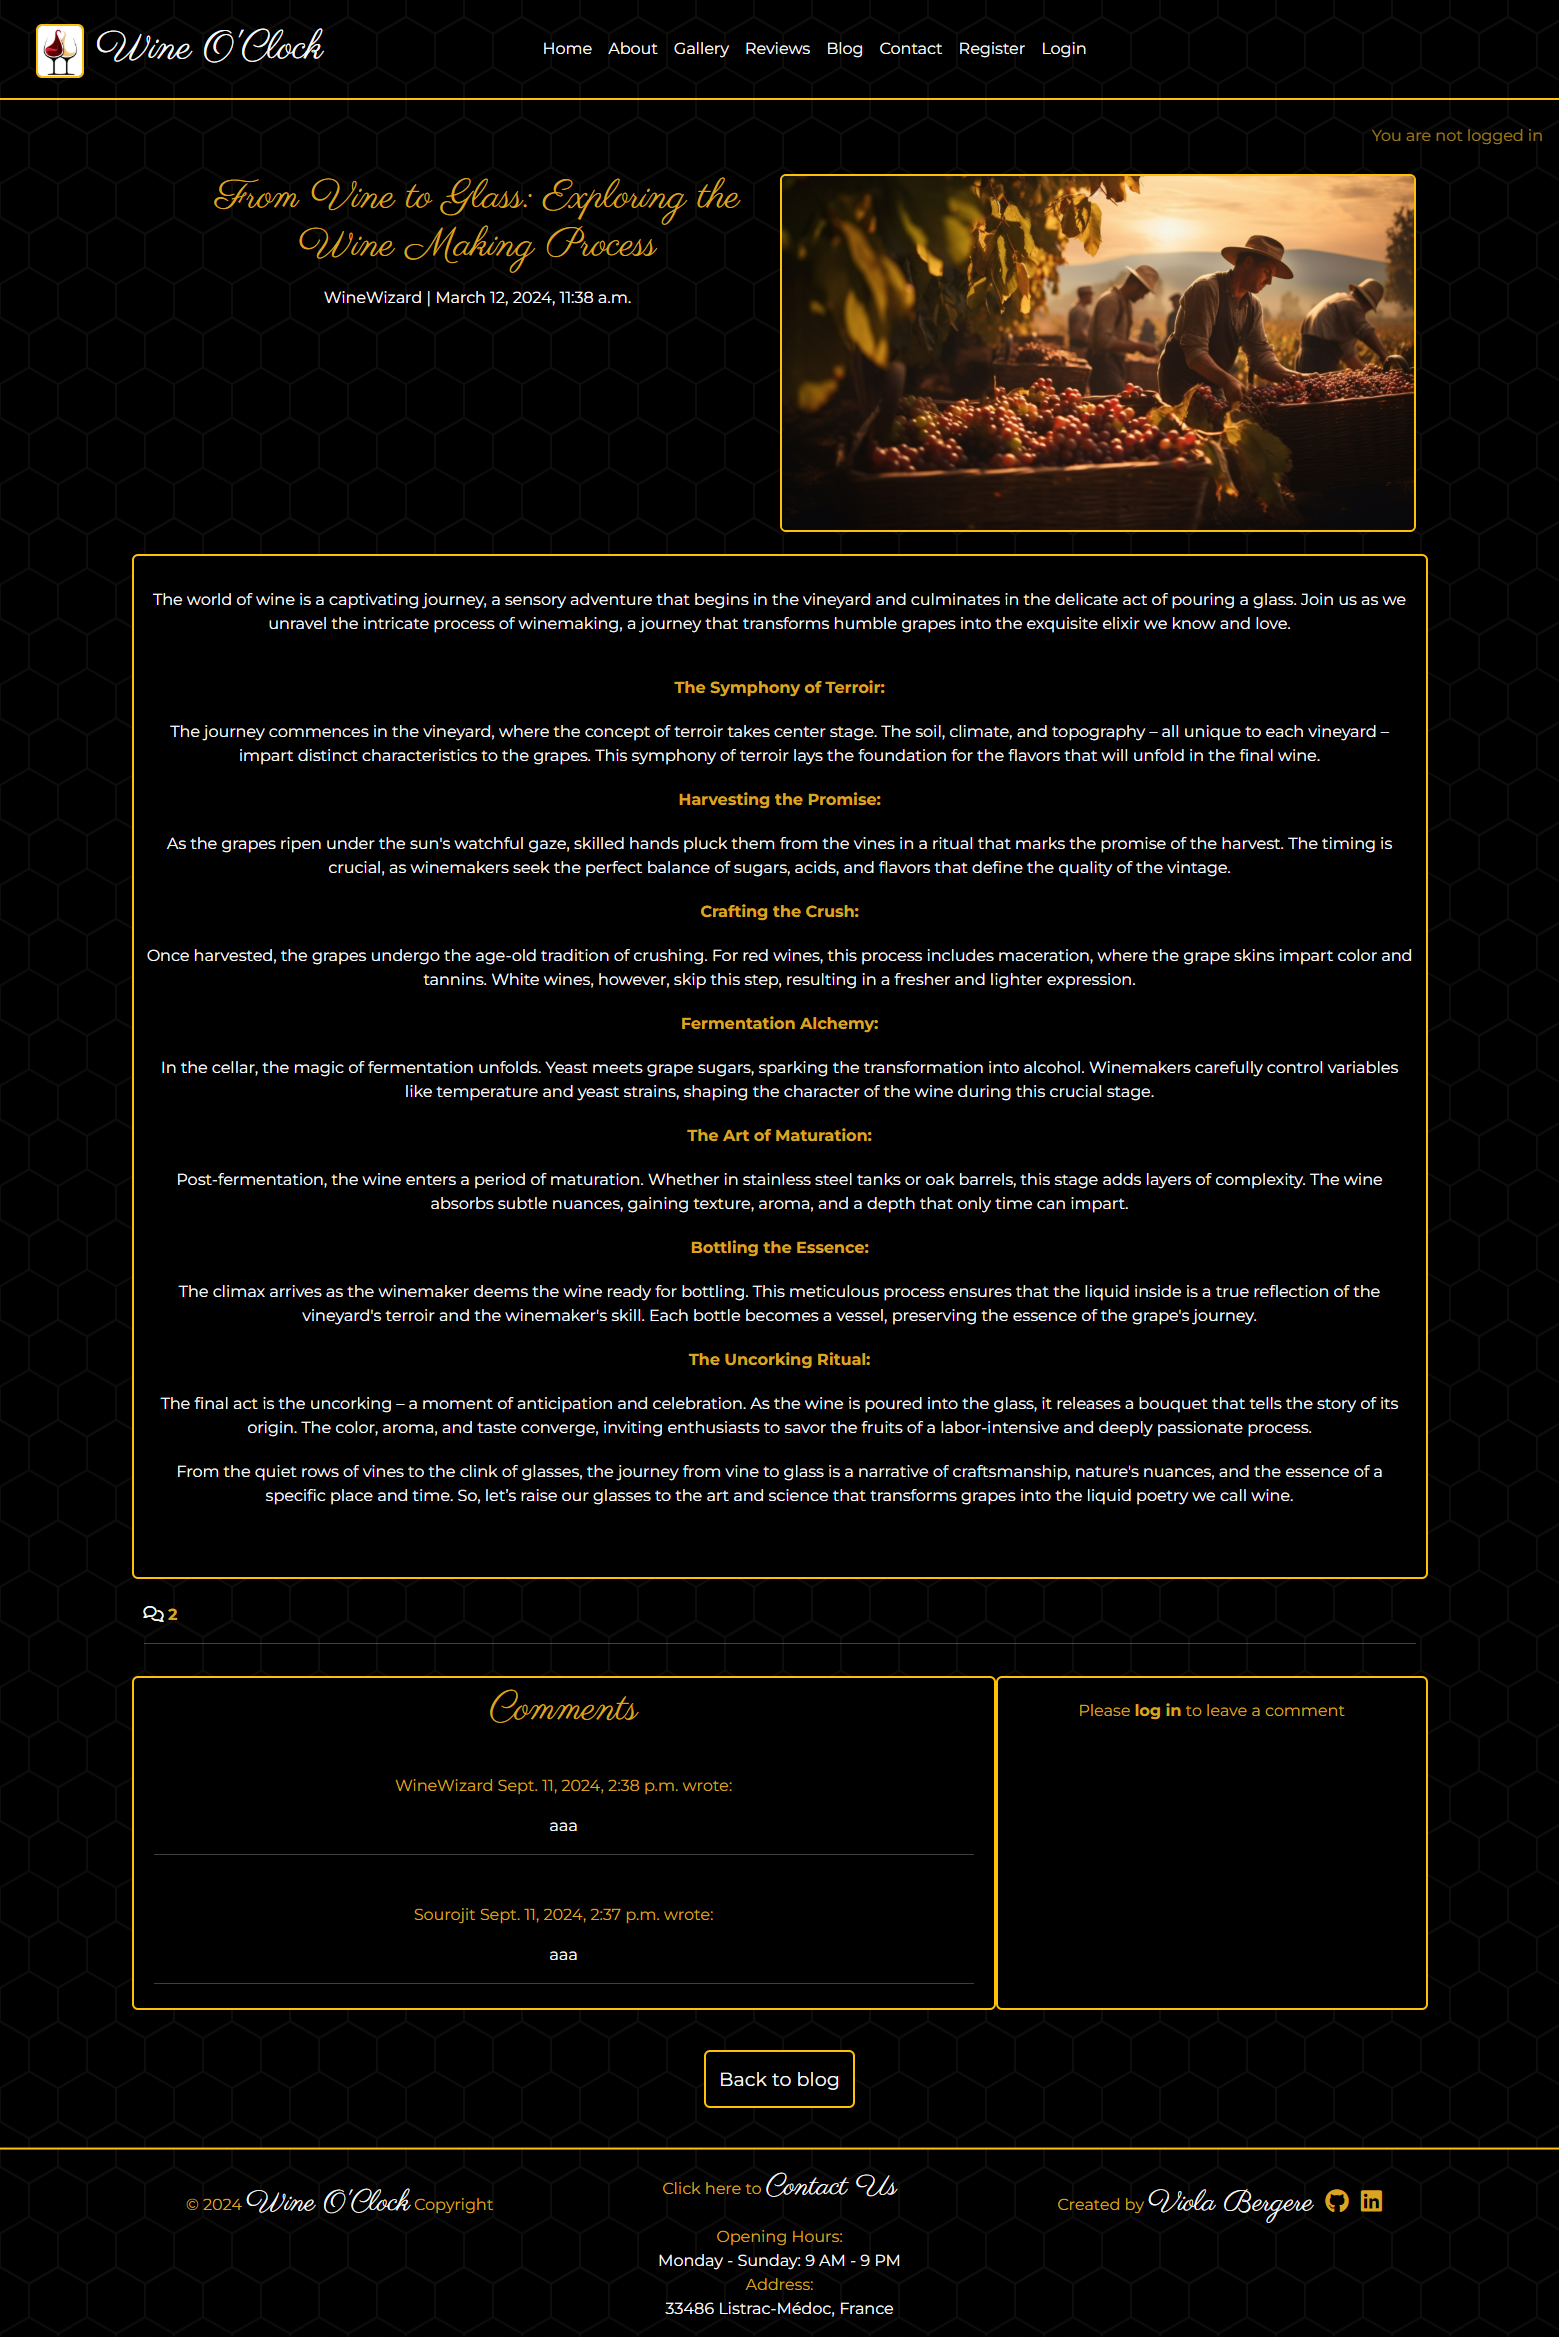 Wine O'Clock
Home About Gallery Reviews Blog Contact Register Login
You are not logged in
From Vine to Glass: Exploring the
Wine Making Process
WineWizard | March 12, 2024, 11:38 a.m.
The world of wine is a captivating journey, a sensory adventure that begins in the vineyard and culminates in the delicate act of pouring a glass. Join us as we
unravel the intricate process of winemaking, a journey that transforms humble grapes into the exquisite elixir we know and love.
The Symphony of Terroir:
The journey commences in the vineyard, where the concept of terroir takes center stage. The soil, climate, and topography – all unique to each vineyard –
impart distinct characteristics to the grapes. This symphony of terroir lays the foundation for the flavors that will unfold in the final wine.
Harvesting the Promise:
As the grapes ripen under the sun's watchful gaze, skilled hands pluck them from the vines in a ritual that marks the promise of the harvest. The timing is
crucial, as winemakers seek the perfect balance of sugars, acids, and flavors that define the quality of the vintage.
Crafting the Crush:
Once harvested, the grapes undergo the age-old tradition of crushing. For red wines, this process includes maceration, where the grape skins impart color and
tannins. White wines, however, skip this step, resulting in a fresher and lighter expression.
Fermentation Alchemy:
In the cellar, the magic of fermentation unfolds. Yeast meets grape sugars, sparking the transformation into alcohol. Winemakers carefully control variables
like temperature and yeast strains, shaping the character of the wine during this crucial stage.
The Art of Maturation:
Post-fermentation, the wine enters a period of maturation. Whether in stainless steel tanks or oak barrels, this stage adds layers of complexity. The wine
absorbs subtle nuances, gaining texture, aroma, and a depth that only time can impart.
Bottling the Essence:
The climax arrives as the winemaker deems the wine ready for bottling. This meticulous process ensures that the liquid inside is a true reflection of the
vineyard's terroir and the winemaker's skill. Each bottle becomes a vessel, preserving the essence of the grape's journey.
The Uncorking Ritual:
The final act is the uncorking – a moment of anticipation and celebration. As the wine is poured into the glass, it releases a bouquet that tells the story of its
origin. The color, aroma, and taste converge, inviting enthusiasts to savor the fruits of a labor-intensive and deeply passionate process.
From the quiet rows of vines to the clink of glasses, the journey from vine to glass is a narrative of craftsmanship, nature's nuances, and the essence of a
specific place and time. So, let’s raise our glasses to the art and science that transforms grapes into the liquid poetry we call wine.
2
Comments
WineWizard Sept. 11, 2024, 2:38 p.m. wrote:
aaa
Sourojit Sept. 11, 2024, 2:37 p.m. wrote:
aaa
Please log in to leave a comment
Back to blog
© 2024 Wine O'Clock Copyright
Click here to Contact Us
Opening Hours:
Monday - Sunday: 9 AM - 9 PM
Address:
33486 Listrac-Médoc, France
Created by Viola Bergere